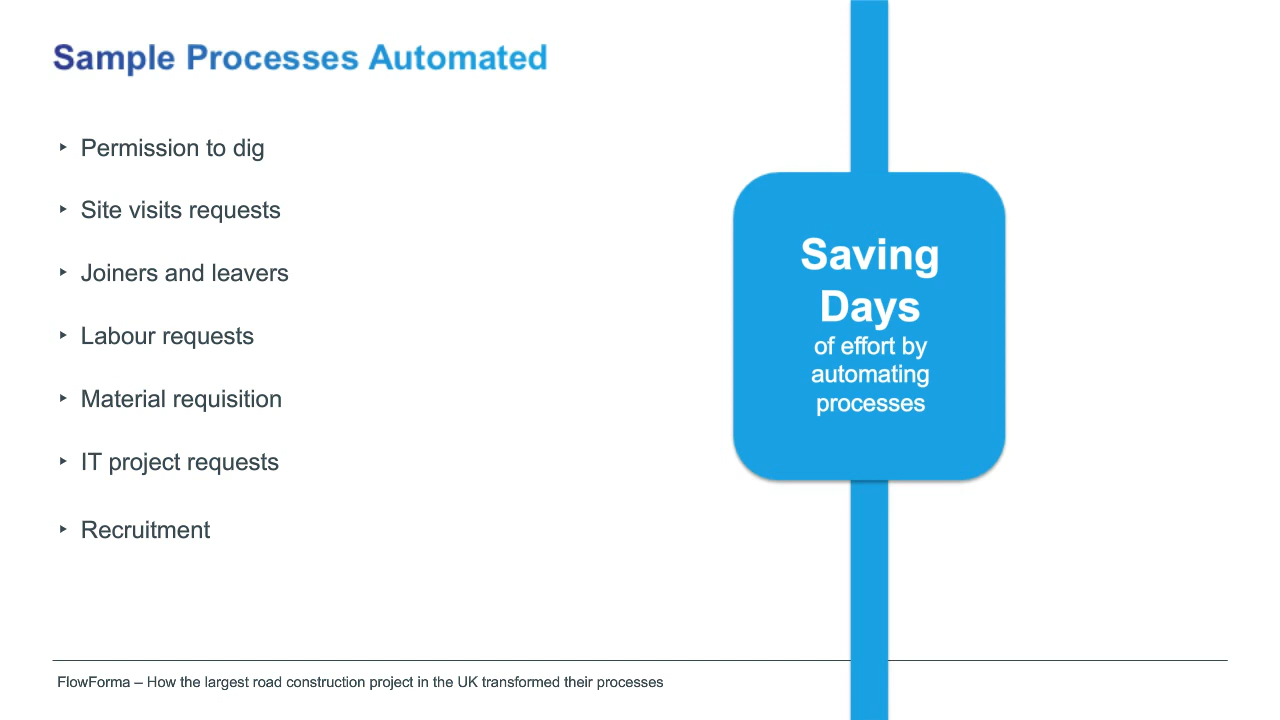 Sample Processes Automated
‣ Permission to dig
‣ Site visits requests
‣ Joiners and leavers
‣ Labour requests
‣ Material requisition
‣ IT project requests
‣ Recruitment
Saving
Days
of effort by
automating
processes
FlowForma – How the largest road construction project in the UK transformed their processes